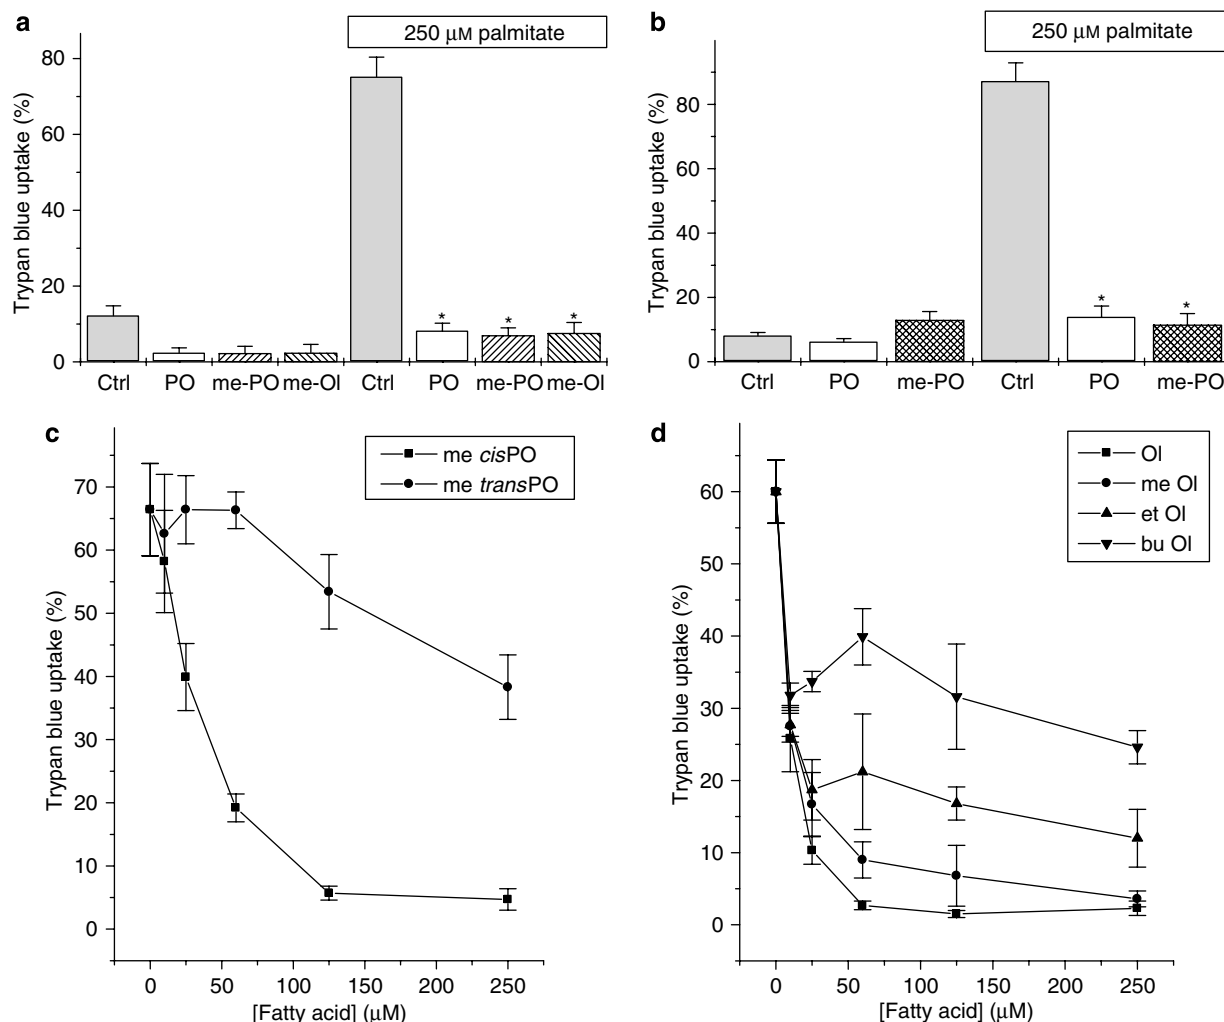 a
250 μM palmitate
Trypan blue uptake (%)
80
60
40
20
0
*
*
*
Ctrl PO me-PO me-Ol Ctrl PO me-PO me-Ol
b
250 μM palmitate
Trypan blue uptake (%)
80
60
40
20
0
*
*
Ctrl PO me-PO Ctrl PO me-PO
c
me cisPO
me transPO
Trypan blue uptake (%)
70
60
50
40
30
20
10
0
0 50 100 150 200 250
[Fatty acid] (μM)
d
Ol
me Ol
et Ol
bu Ol
Trypan blue uptake (%)
60
50
40
30
20
10
0
0 50 100 150 200 250
[Fatty acid] (μM)